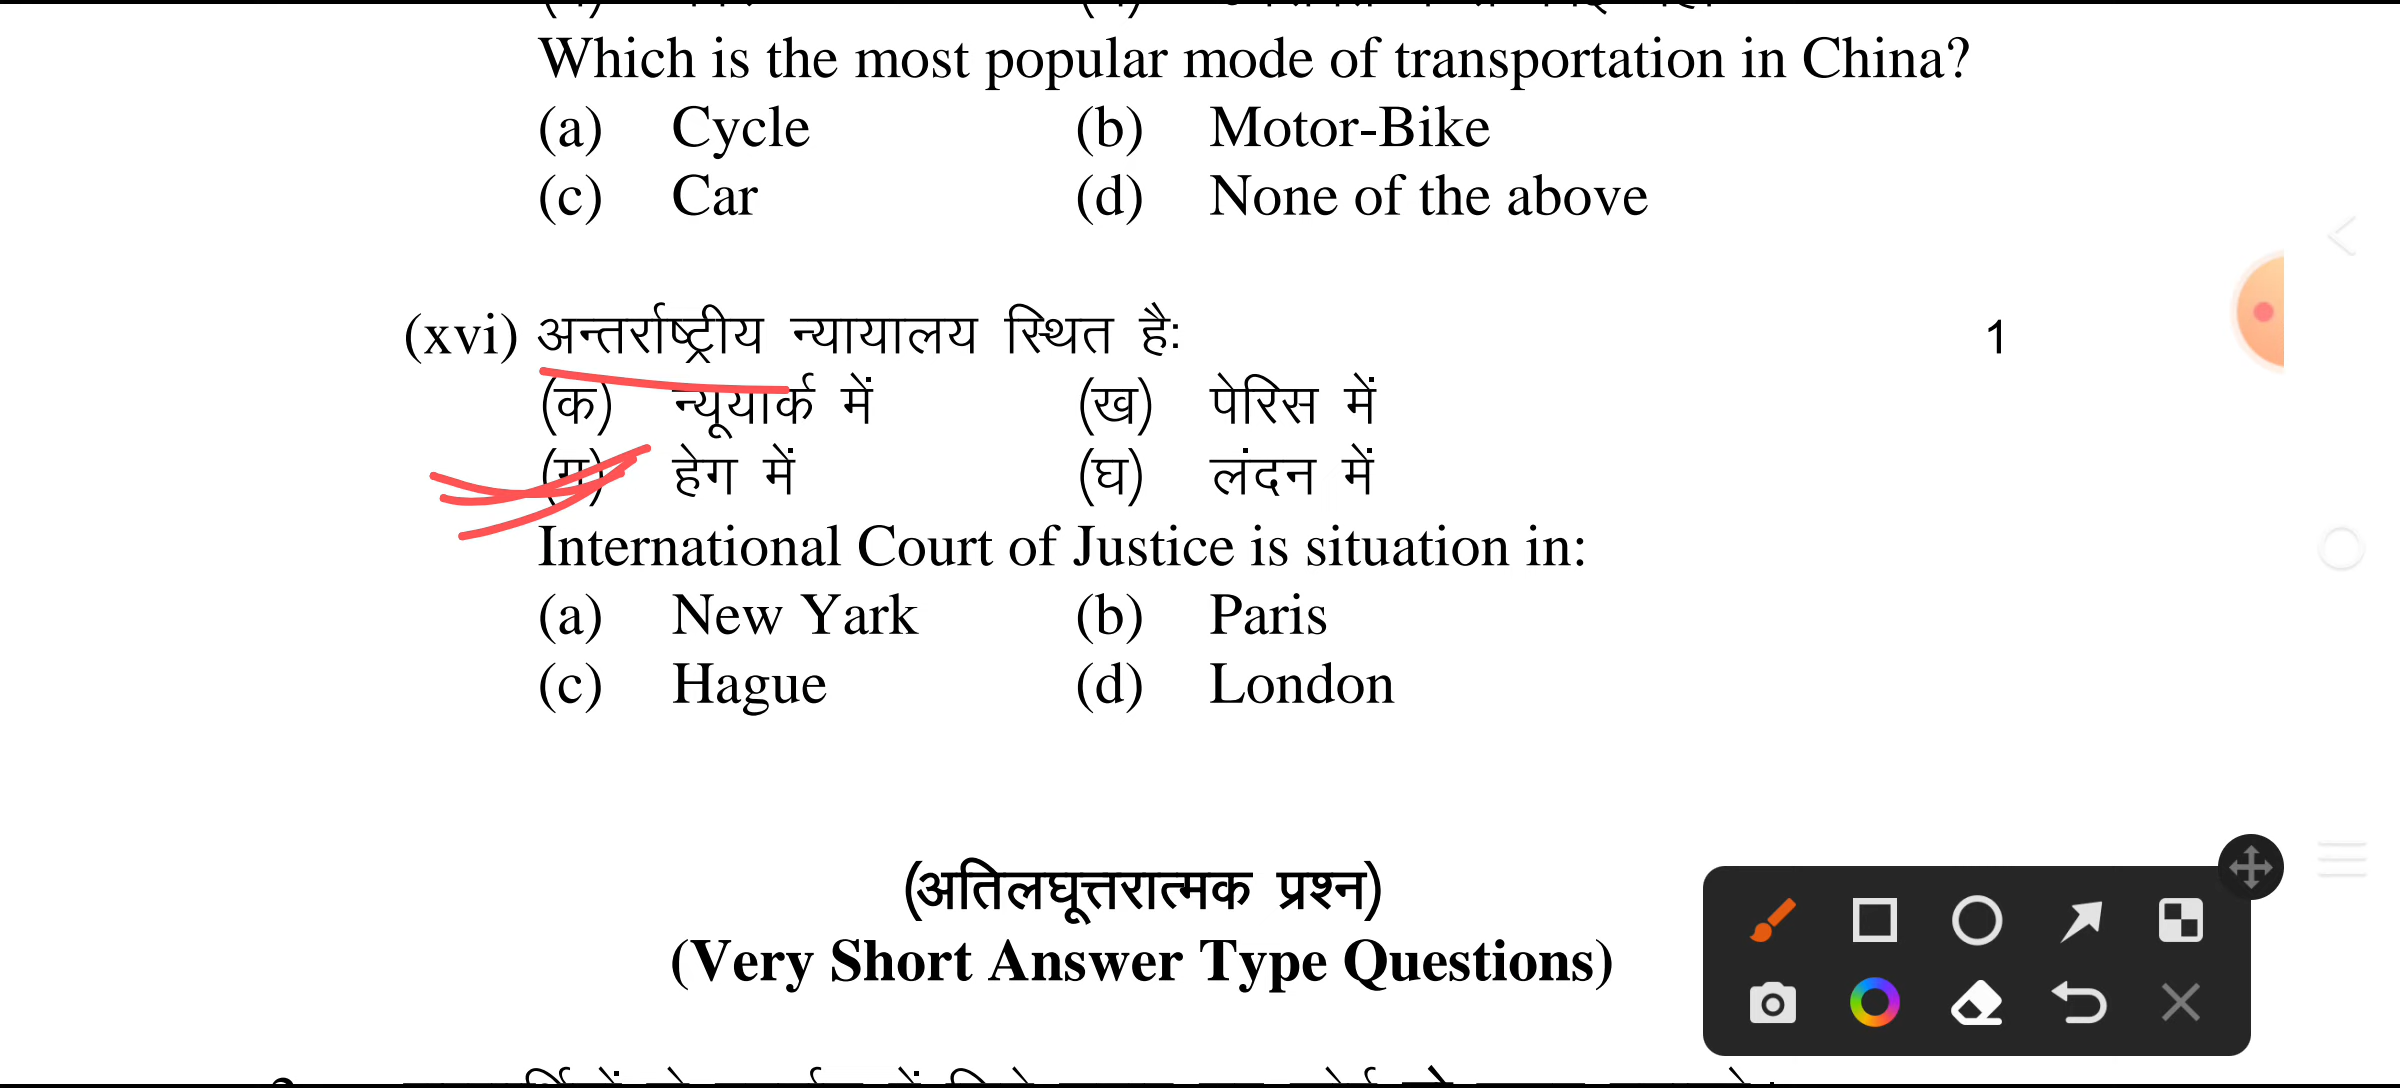 Which is the most popular mode of transportation in China?
(a) Cycle (b) Motor-Bike
(c) Car (d) None of the above
(xvi) अन्तर्राष्ट्रीय न्यायालय स्थित हैः 1
(क) न्यूयार्क में (ख) पेरिस में
(ग) हेग में (घ) लंदन में
International Court of Justice is situation in:
(a) New Yark (b) Paris
(c) Hague (d) London
(अतिलघूत्तरात्मक प्रश्न)
(Very Short Answer Type Questions)